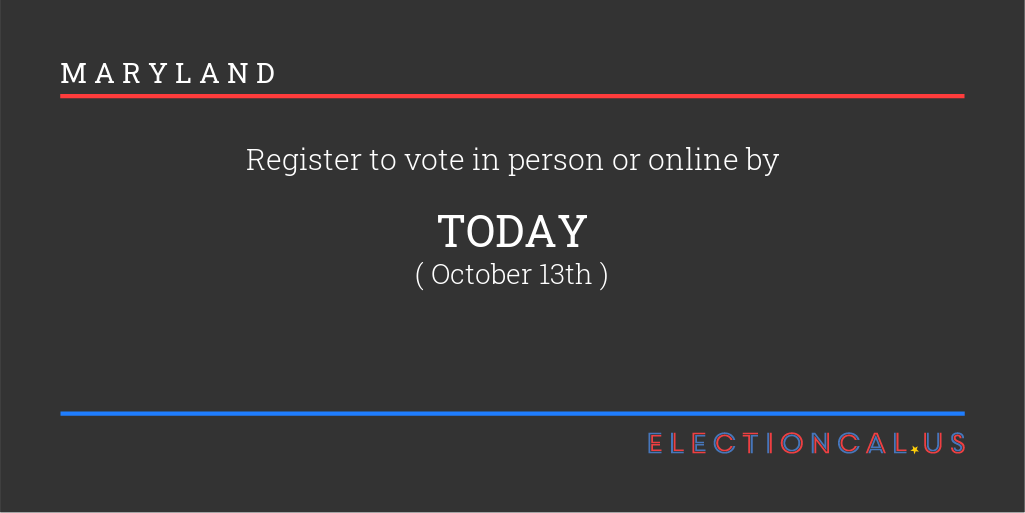 MARYLAND
Register to vote in person or online by
TODAY
( October 13th )
ELECTIONCAL.US